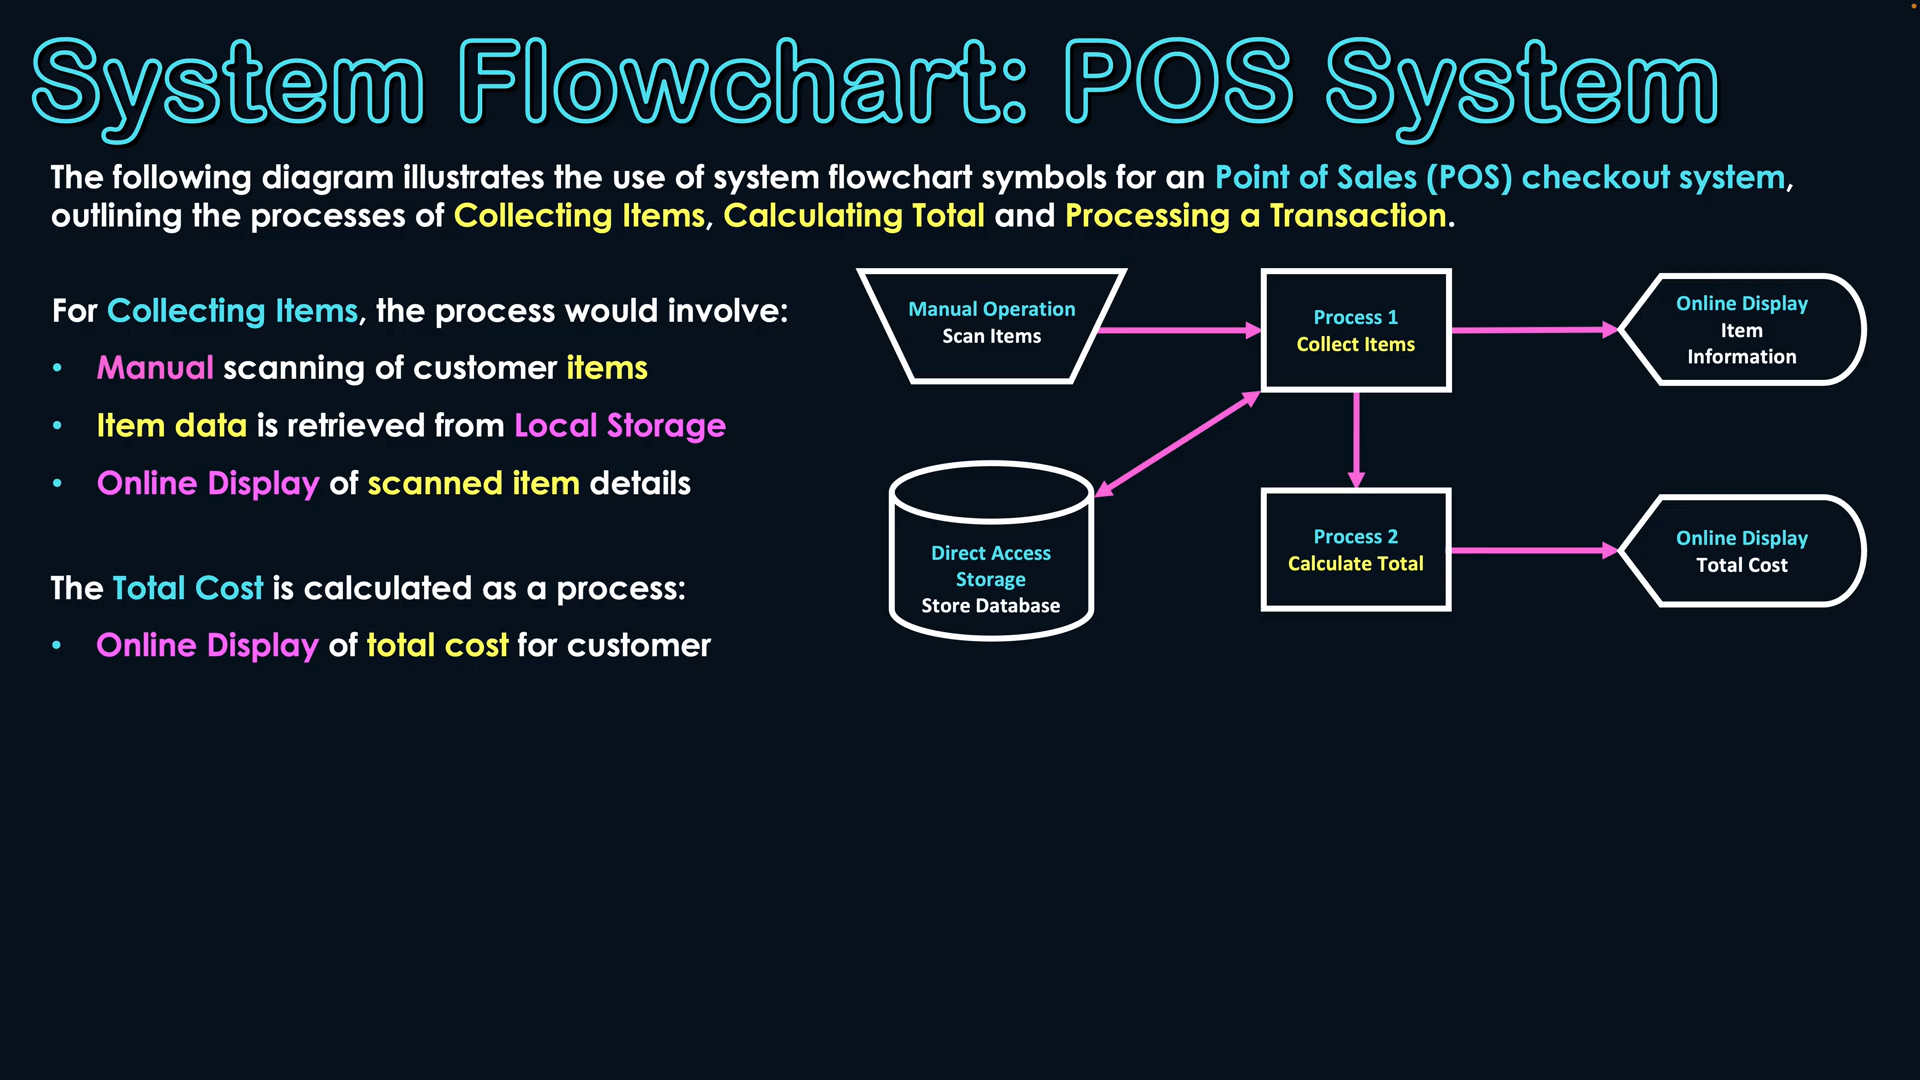 System Flowchart: POS System
The following diagram illustrates the use of system flowchart symbols for an Point of Sales (POS) checkout system,
outlining the processes of Collecting Items, Calculating Total and Processing a Transaction.
For Collecting Items, the process would involve:
• Manual scanning of customer items
• Item data is retrieved from Local Storage
• Online Display of scanned item details
The Total Cost is calculated as a process:
• Online Display of total cost for customer
Manual Operation
Scan Items
Process 1
Collect Items
Online Display
Item
Information
Direct Access
Storage
Store Database
Process 2
Calculate Total
Online Display
Total Cost